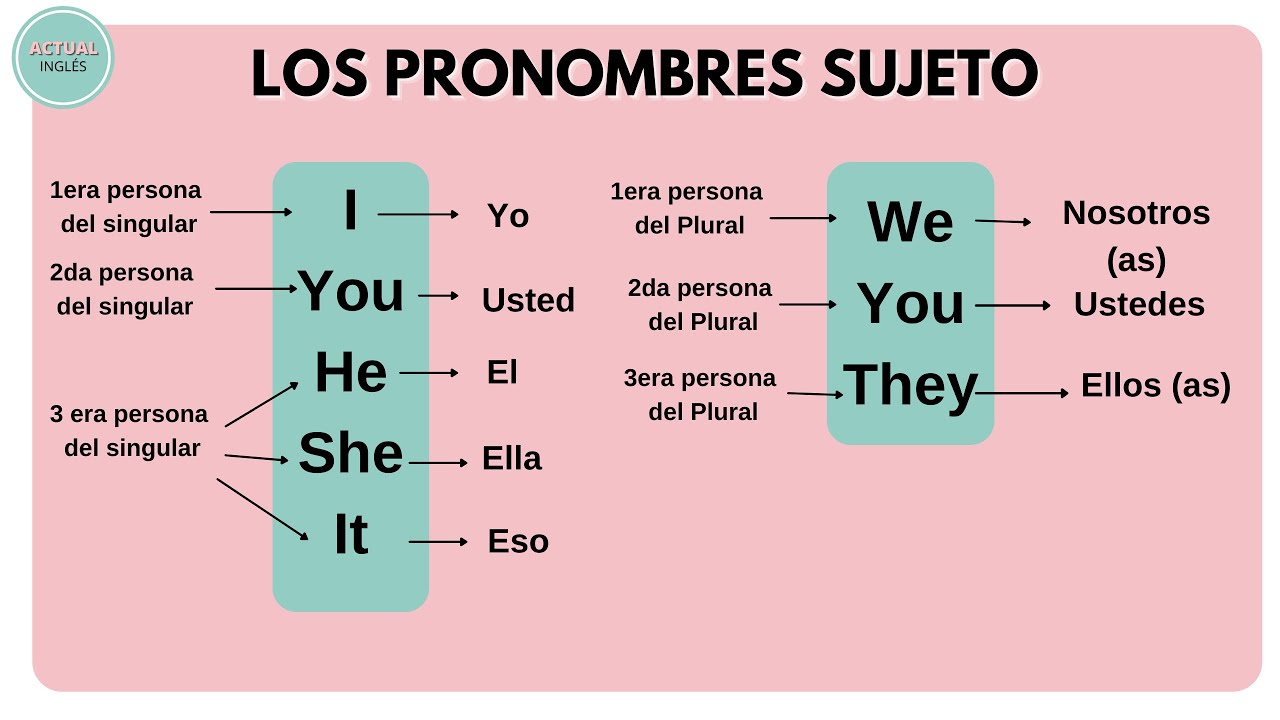 ACTUAL
INGLÉS
LOS PRONOMBRES SUJETO
1era persona
del singular
I
Yo
2da persona
del singular
You
Usted
He
El
3 era persona
del singular
She
Ella
It
Eso
1era persona
del Plural
We
Nosotros
(as)
2da persona
del Plural
You
Ustedes
3era persona
del Plural
They
Ellos (as)